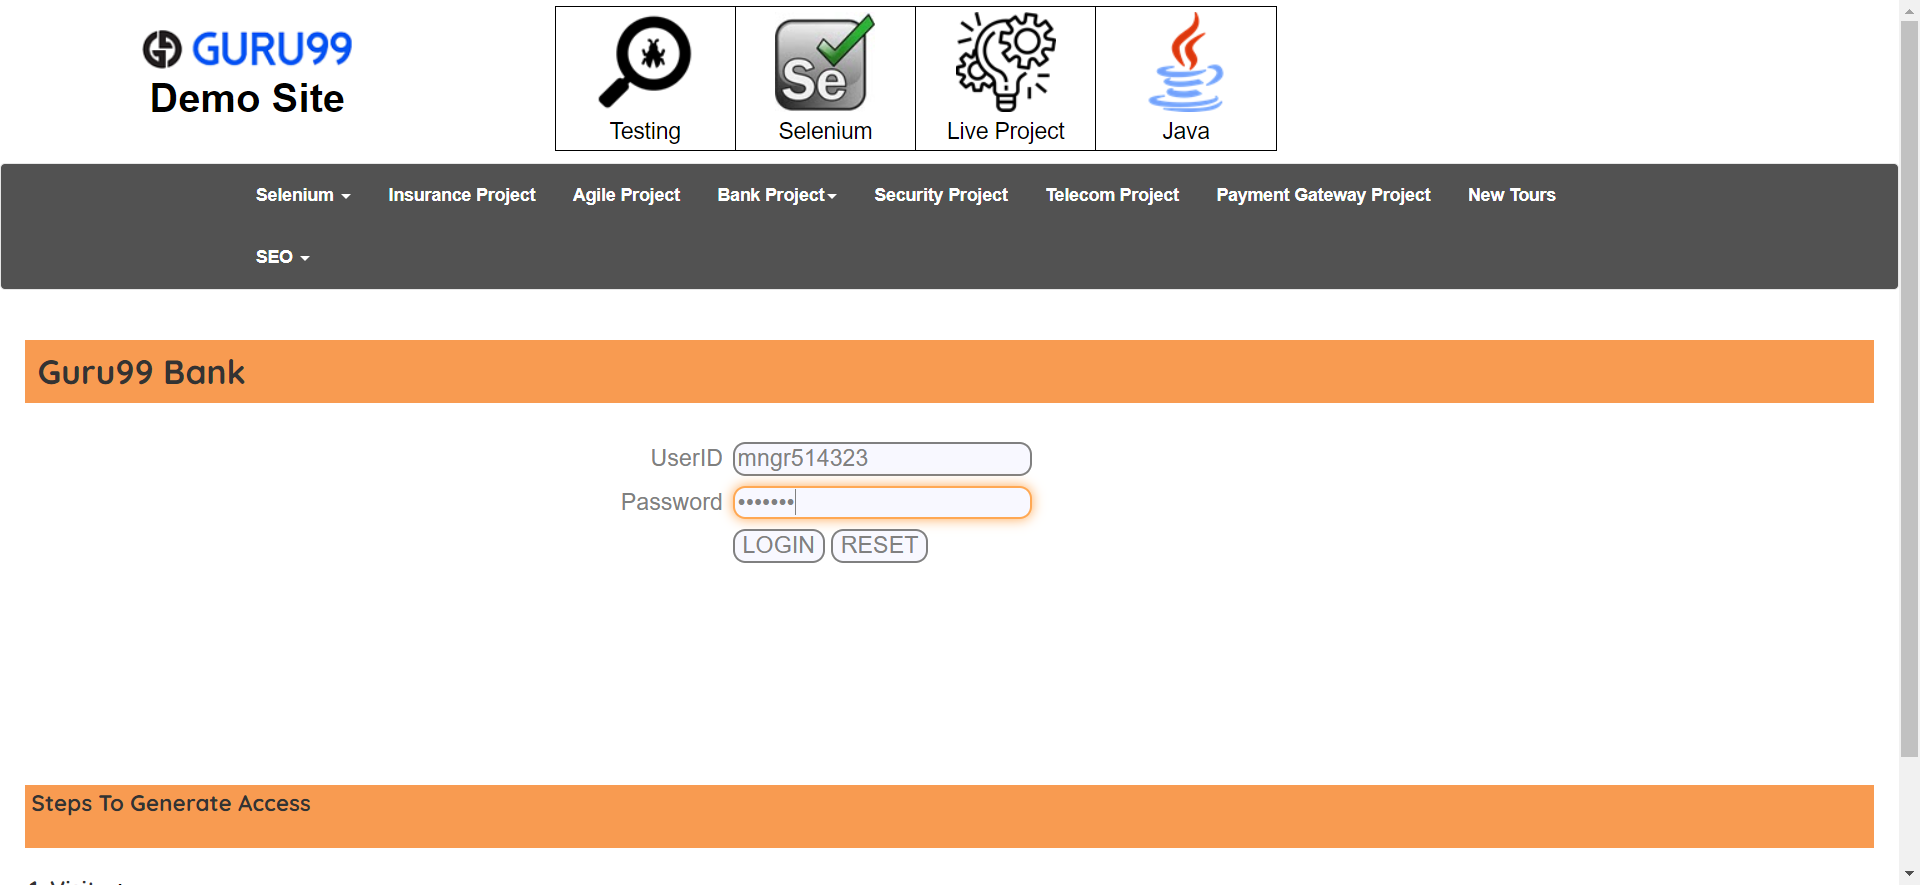 GURU99
Demo Site
Se
Testing
Selenium
Live Project
Java
Selenium
Insurance Project
Agile Project
Bank Project
Security Project
Telecom Project
Payment Gateway Project
New Tours
SEO
Guru99 Bank
UserID mngr514323
Password •••••••
LOGIN RESET
Steps To Generate Access